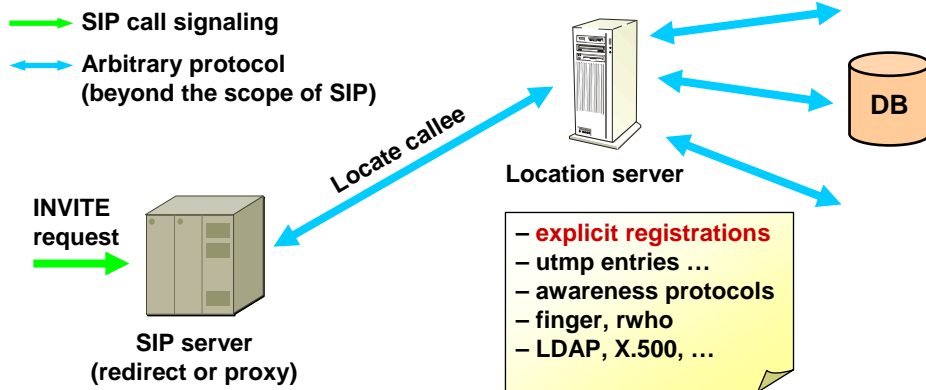 SIP call signaling
Arbitrary protocol
(beyond the scope of SIP)
Locate callee
DB
Location server
INVITE
request
SIP server
(redirect or proxy)
– explicit registrations
– utmp entries …
– awareness protocols
– finger, rwho
– LDAP, X.500, …